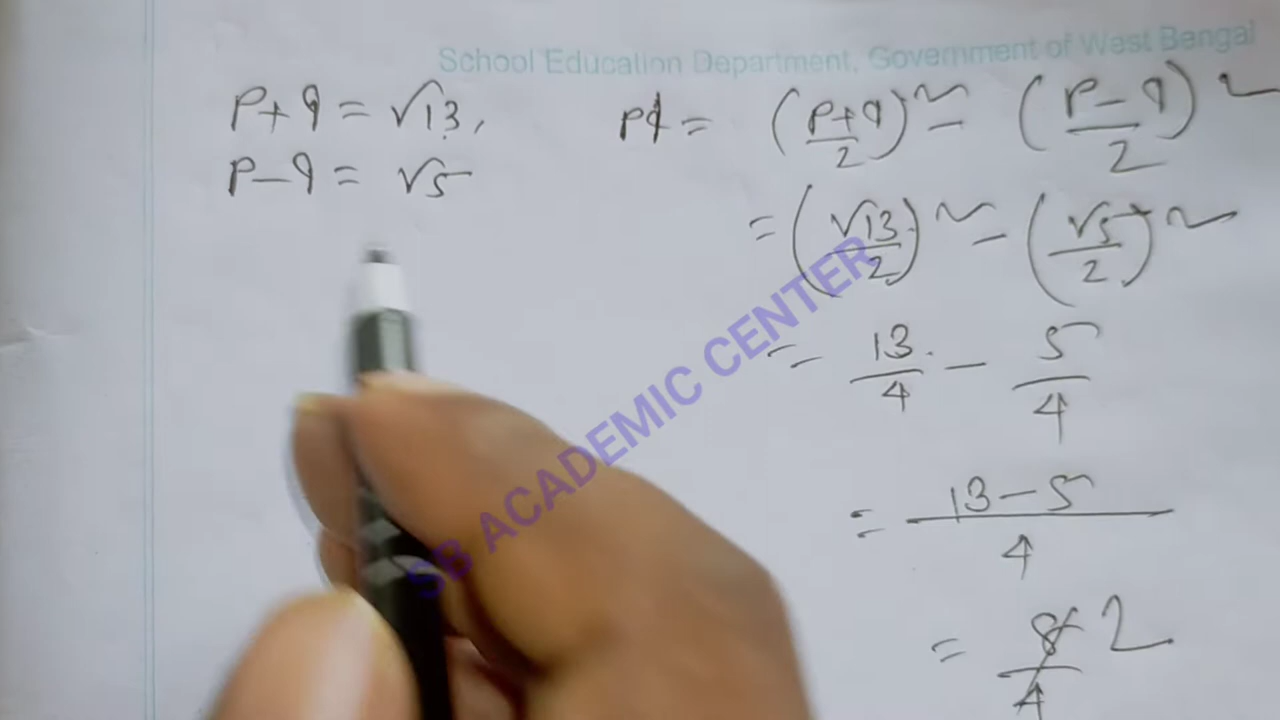 School Education Department, Government of West Bengal
p+q = √13,
p-q = √5
pq = ((p+q)/2)² - ((p-q)/2)²
= (√13/2)² - (√5/2)²
= 13/4 - 5/4
= (13-5)/4
= 8/4 2
SB ACADEMIC CENTER